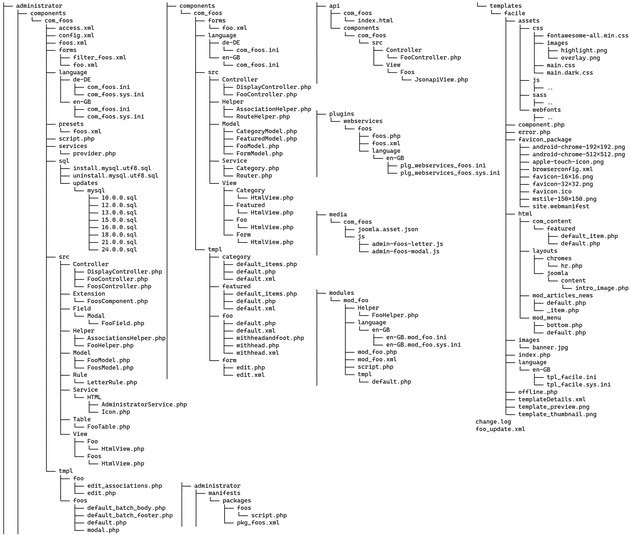 administrator
components
com_foos
access.xml
config.xml
foos.xml
forms
filter_foos.xml
foo.xml
language
de-DE
com_foos.ini
com_foos.sys.ini
en-GB
com_foos.ini
com_foos.sys.ini
presets
foos.xml
script.php
services
provider.php
sql
install.mysql.utf8.sql
uninstall.mysql.utf8.sql
updates
mysql
10.0.0.sql
12.0.0.sql
13.0.0.sql
15.0.0.sql
16.0.0.sql
18.0.0.sql
21.0.0.sql
24.0.0.sql
src
Controller
DisplayController.php
FooController.php
FoosController.php
Extension
FoosComponent.php
Field
Modal
FooField.php
Helper
AssociationsHelper.php
FooHelper.php
Model
FooModel.php
FoosModel.php
Rule
LetterRule.php
Service
HTML
AdministratorService.php
Icon.php
Table
FooTable.php
View
Foo
HtmlView.php
Foos
HtmlView.php
tmpl
foo
edit_associations.php
edit.php
foos
default_batch_body.php
default_batch_footer.php
default.php
modal.php
components
com_foos
forms
foo.xml
language
de-DE
com_foos.ini
en-GB
com_foos.ini
src
Controller
DisplayController.php
FooController.php
Helper
AssociationHelper.php
RouteHelper.php
Model
CategoryModel.php
FeaturedModel.php
FooModel.php
FormModel.php
Service
Category.php
Router.php
View
Category
HtmlView.php
Featured
HtmlView.php
Foo
HtmlView.php
Form
HtmlView.php
tmpl
category
default_items.php
default.php
default.xml
featured
default_items.php
default.php
default.xml
foo
default.php
default.xml
withheadandfoot.php
withhead.php
withhead.xml
form
edit.php
edit.xml
administrator
manifests
packages
foos
script.php
pkg_foos.xml
api
com_foos
index.html
components
com_foos
src
Controller
FooController.php
View
Foos
JsonapiView.php
plugins
webservices
foos
foos.php
foos.xml
language
en-GB
plg_webservices_foos.ini
plg_webservices_foos.sys.ini
media
com_foos
joomla.asset.json
js
admin-foos-letter.js
admin-foos-modal.js
modules
mod_foo
Helper
FooHelper.php
language
en-GB
en-GB.mod_foo.ini
en-GB.mod_foo.sys.ini
mod_foo.php
mod_foo.xml
script.php
tmpl
default.php
templates
facile
assets
css
fontawesome-all.min.css
images
highlight.png
overlay.png
main.css
main.dark.css
js
..
sass
..
webfonts
..
component.php
error.php
favicon_package
android-chrome-192×192.png
android-chrome-512×512.png
apple-touch-icon.png
browserconfig.xml
favicon-16×16.png
favicon-32×32.png
favicon.ico
mstile-150×150.png
site.webmanifest
html
com_content
featured
default_item.php
default.php
layouts
chromes
hr.php
joomla
content
intro_image.php
mod_articles_news
default.php
_item.php
mod_menu
bottom.php
default.php
images
banner.jpg
index.php
language
en-GB
tpl_facile.ini
tpl_facile.sys.ini
offline.php
templateDetails.xml
template_preview.png
template_thumbnail.png
change.log
foo_update.xml